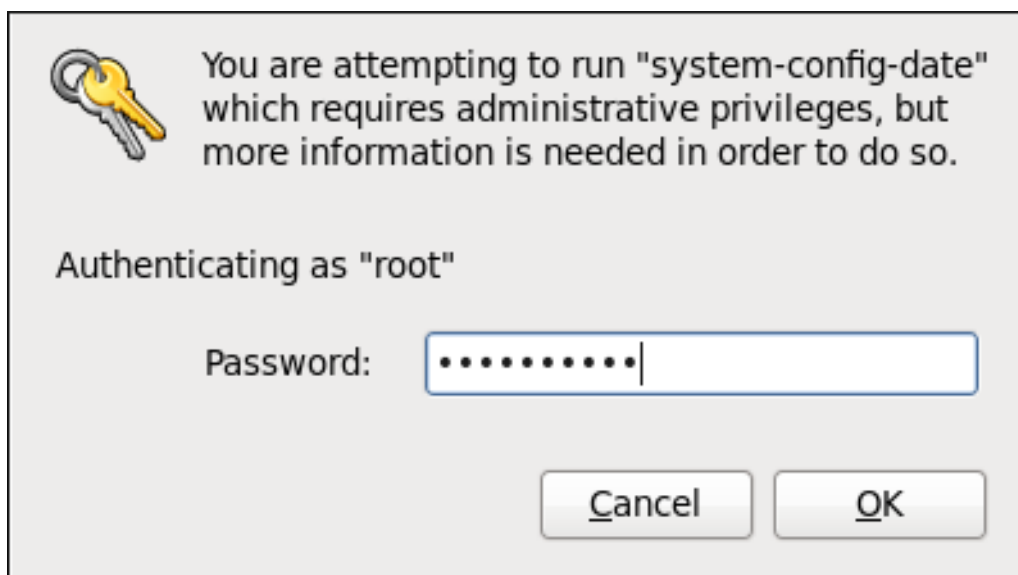 You are attempting to run "system-config-date"
which requires administrative privileges, but
more information is needed in order to do so.
Authenticating as "root"
Password: ••••••••••
Cancel OK